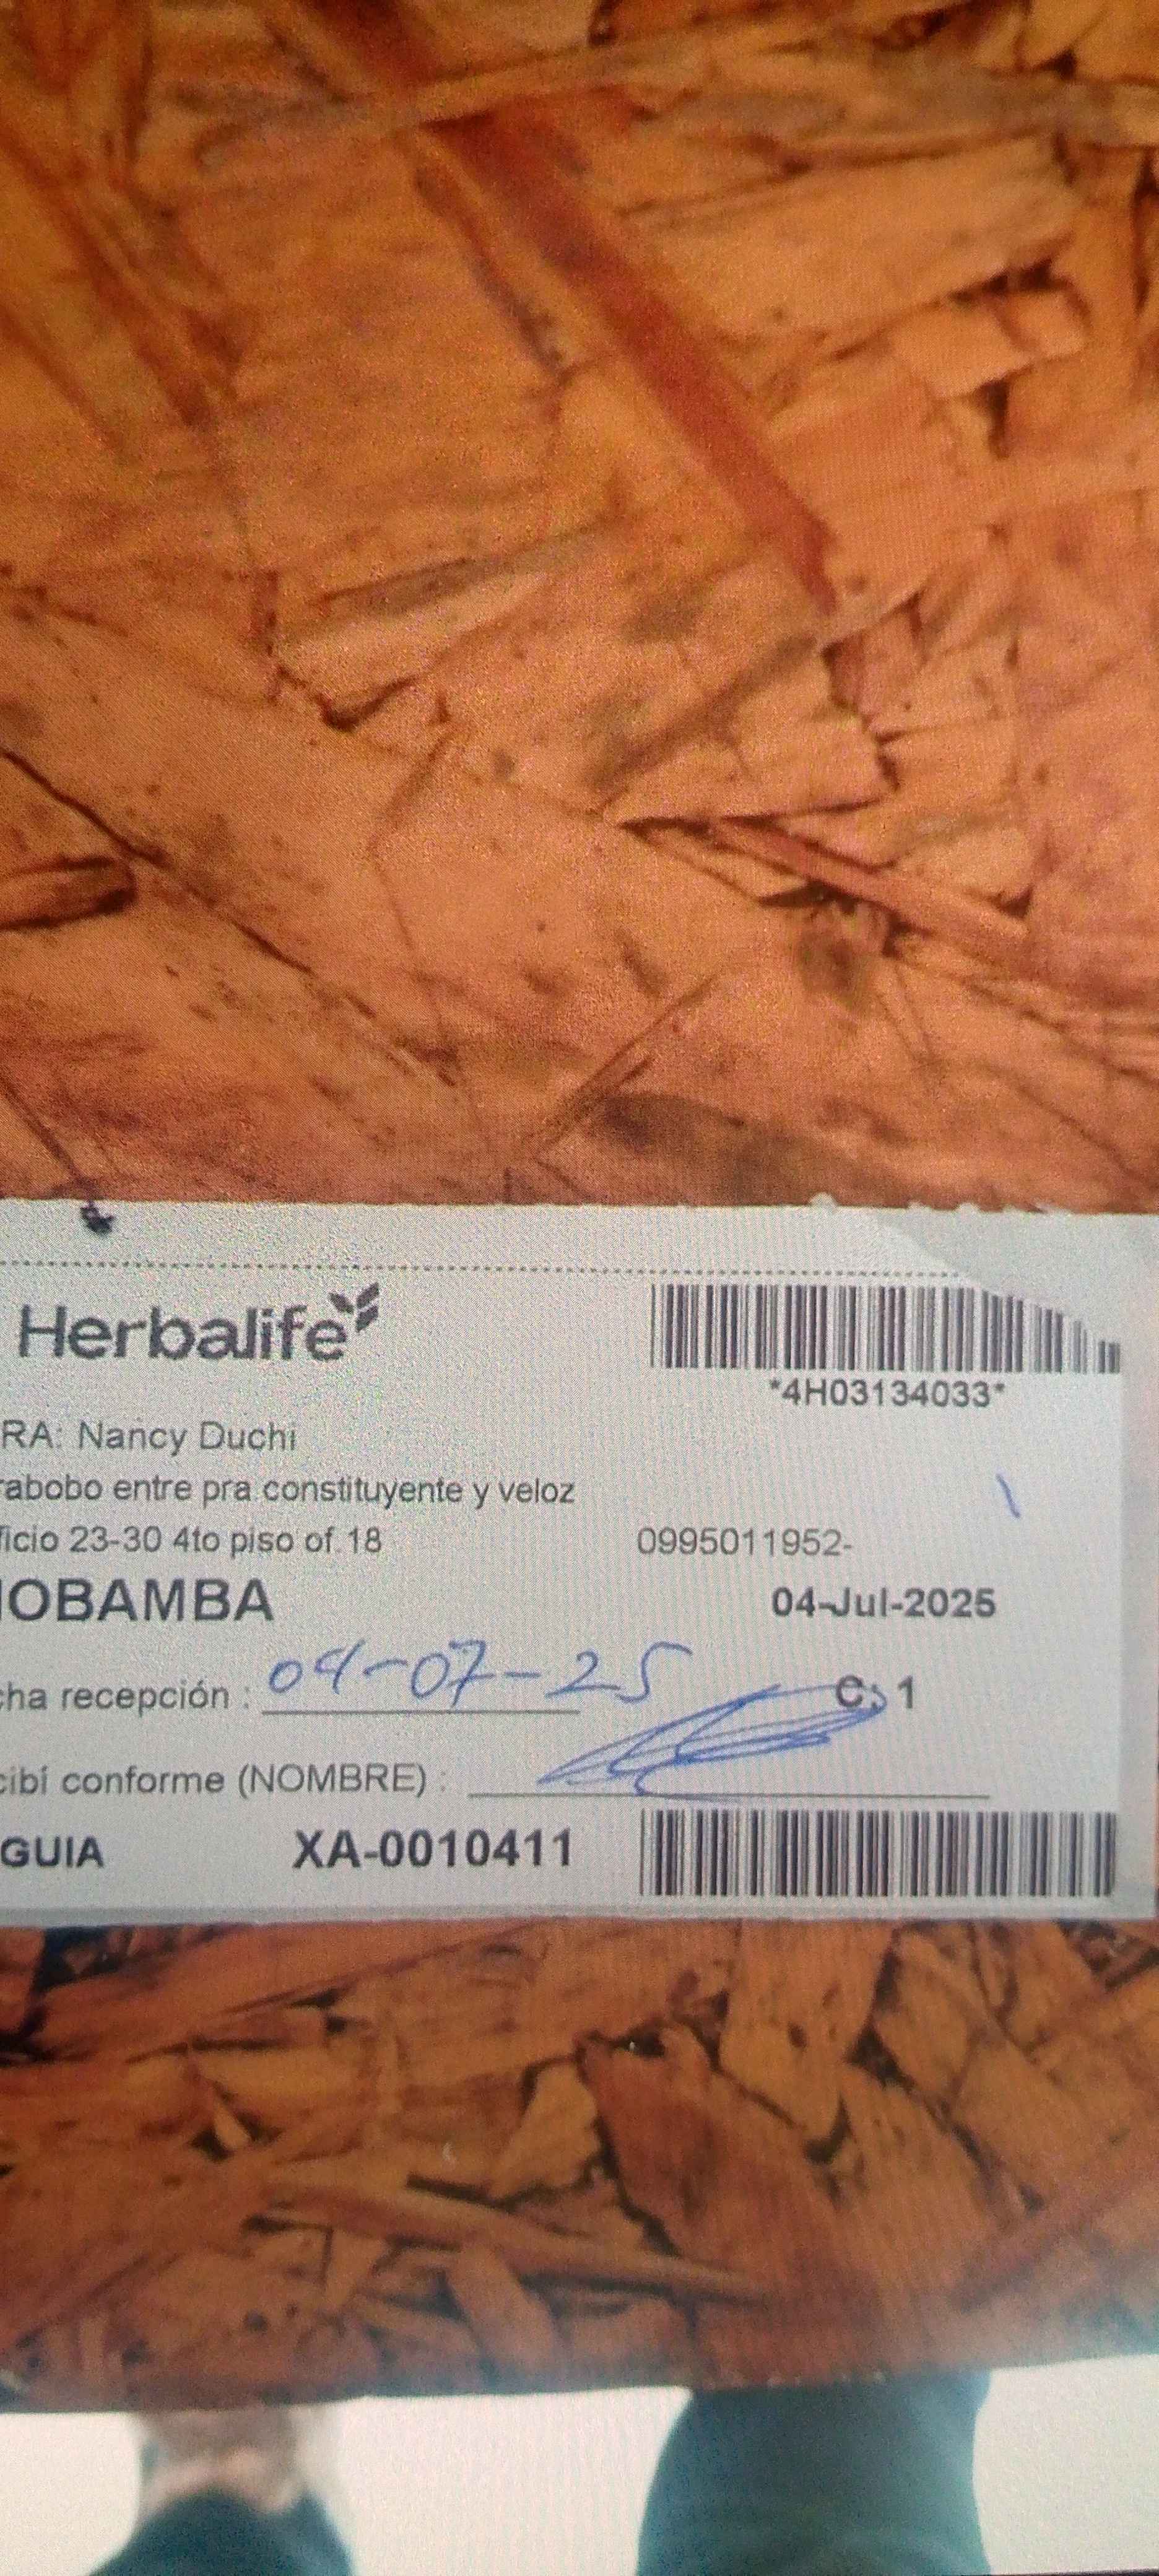 Herbalife
*4H03134033*
RA: Nancy Duchi
rabobo entre pra.constituyente y veloz
ficio 23-30 4to piso of.18 0995011952-
IOBAMBA 04-Jul-2025
cha recepción : 04-07-25 C: 1
cibí conforme (NOMBRE) :
GUIA XA-0010411